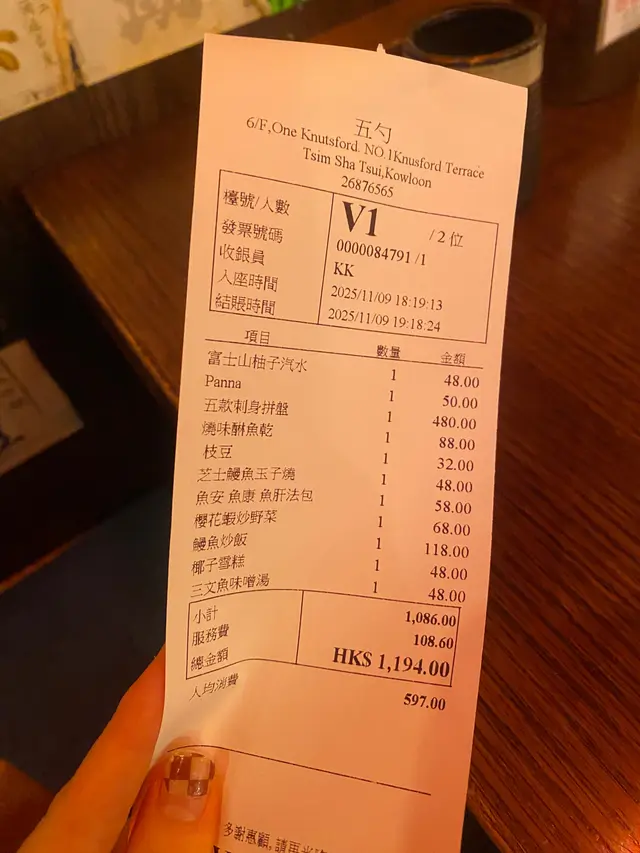 五勺
6/F,One Knutsford. NO.1Knusford Terrace
Tsim Sha Tsui,Kowloon
26876565
檯號/人數 V1 /2 位
發票號碼 0000084791 /1
收銀員 KK
入座時間 2025/11/09 18:19:13
結賬時間 2025/11/09 19:18:24
項目 數量 金額
富士山柚子汽水 1 48.00
Panna 1 50.00
五款刺身拼盤 1 480.00
燒味醂魚乾 1 88.00
枝豆 1 32.00
芝士鰻魚玉子燒 1 48.00
魚安 魚康 魚肝法包 1 58.00
櫻花蝦炒野菜 1 68.00
鰻魚炒飯 1 118.00
椰子雪糕 1 48.00
三文魚味噌湯 1 48.00
小計 1,086.00
服務費 108.60
總金額 HK$ 1,194.00
人均消費 597.00
多謝惠顧,請再光